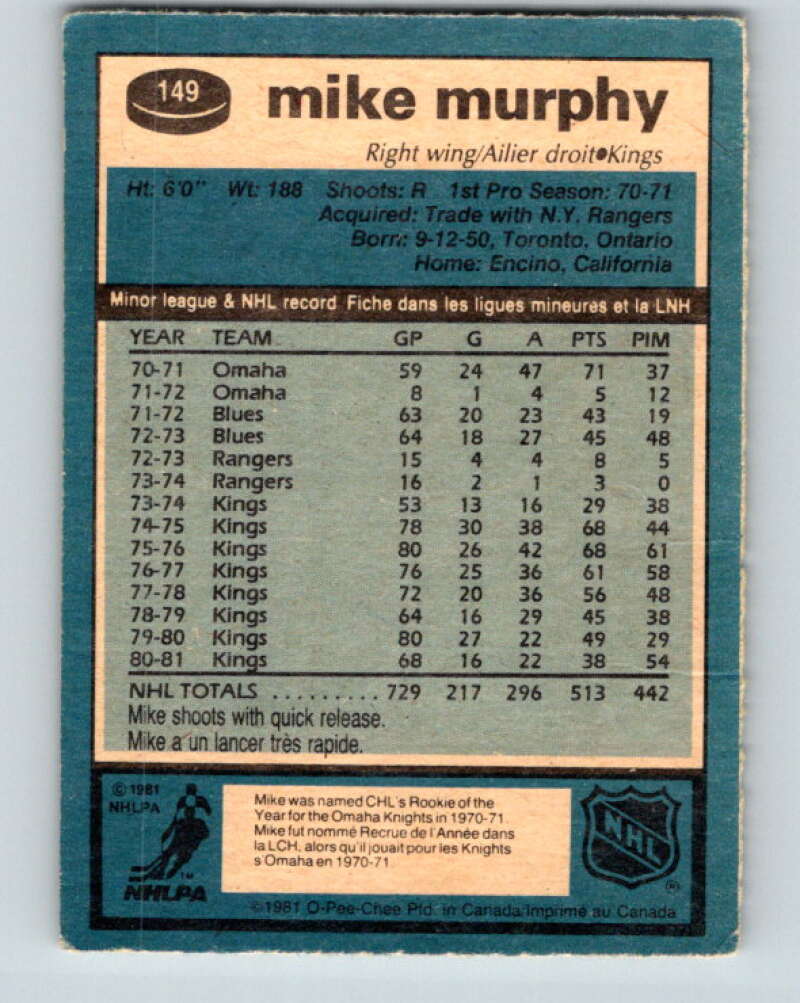 149
mike murphy
Right wing/Ailier droit●Kings
Ht: 6'0" Wt: 188 Shoots: R 1st Pro Season: 70-71
Acquired: Trade with N.Y. Rangers
Born: 9-12-50, Toronto, Ontario
Home: Encino, California
Minor league & NHL record Fiche dans les ligues mineures et la LNH
YEAR TEAM GP G A PTS PIM
70-71 Omaha 59 24 47 71 37
71-72 Omaha 8 1 4 5 12
71-72 Blues 63 20 23 43 19
72-73 Blues 64 18 27 45 48
72-73 Rangers 15 4 4 8 5
73-74 Rangers 16 2 1 3 0
73-74 Kings 53 13 16 29 38
74-75 Kings 78 30 38 68 44
75-76 Kings 80 26 42 68 61
76-77 Kings 76 25 36 61 58
77-78 Kings 72 20 36 56 48
78-79 Kings 64 16 29 45 38
79-80 Kings 80 27 22 49 29
80-81 Kings 68 16 22 38 54
NHL TOTALS ......... 729 217 296 513 442
Mike shoots with quick release.
Mike a un lancer très rapide.
© 1981
NHLPA
TM
NHLPA
Mike was named CHL's Rookie of the
Year for the Omaha Knights in 1970-71.
Mike fut nommé Recrue de l'Année dans
la LCH, alors qu'il jouait pour les Knights
s'Omaha en 1970-71.
NHL
®
©1981 O-Pee-Chee Ptd. in Canada/Imprimé au Canada